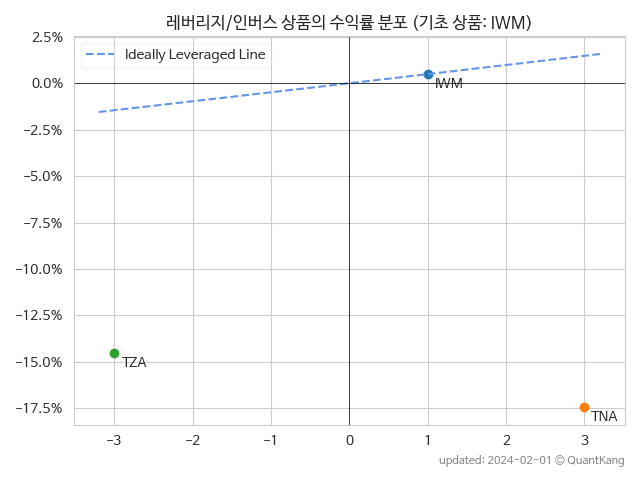 레버리지/인버스 상품의 수익률 분포 (기초 상품: IWM)
2.5%
Ideally Leveraged Line
0.0%
IWM
−2.5%
−5.0%
−7.5%
−10.0%
−12.5%
−15.0%
TZA
−17.5%
TNA
−3 −2 −1 0 1 2 3
updated: 2024-02-01 © QuantKang